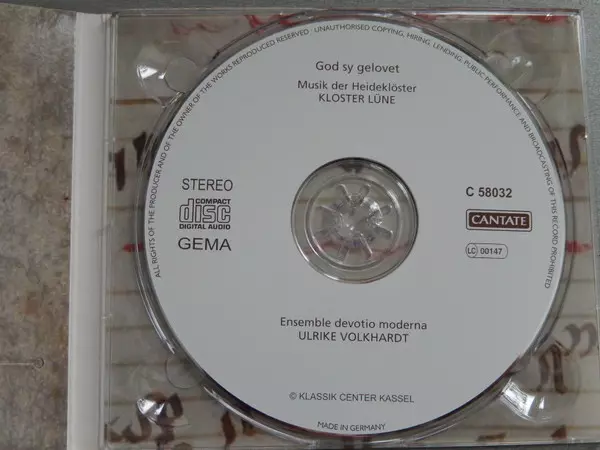 ALL RIGHTS OF THE PRODUCER AND OF THE OWNER OF THE WORKS REPRODUCED RESERVED · UNAUTHORISED COPYING, HIRING, LENDING, PUBLIC PERFORMANCE AND BROADCASTING OF THIS RECORD PROHIBITED
God sy gelovet
Musik der Heideklöster
KLOSTER LÜNE
STEREO
COMPACT
disc
DIGITAL AUDIO
GEMA
C 58032
CANTATE
LC 00147
Ensemble devotio moderna
ULRIKE VOLKHARDT
© KLASSIK CENTER KASSEL
MADE IN GERMANY